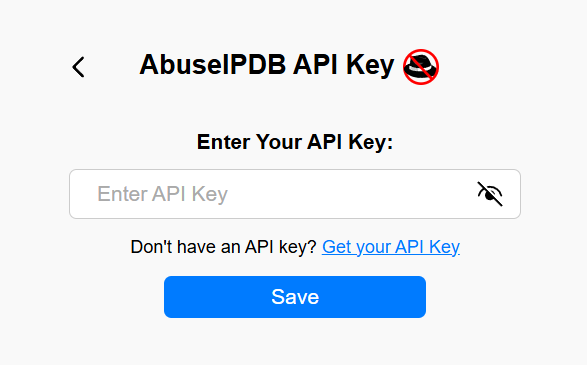 AbuseIPDB API Key
Enter Your API Key:
Enter API Key
Don't have an API key? Get your API Key
Save